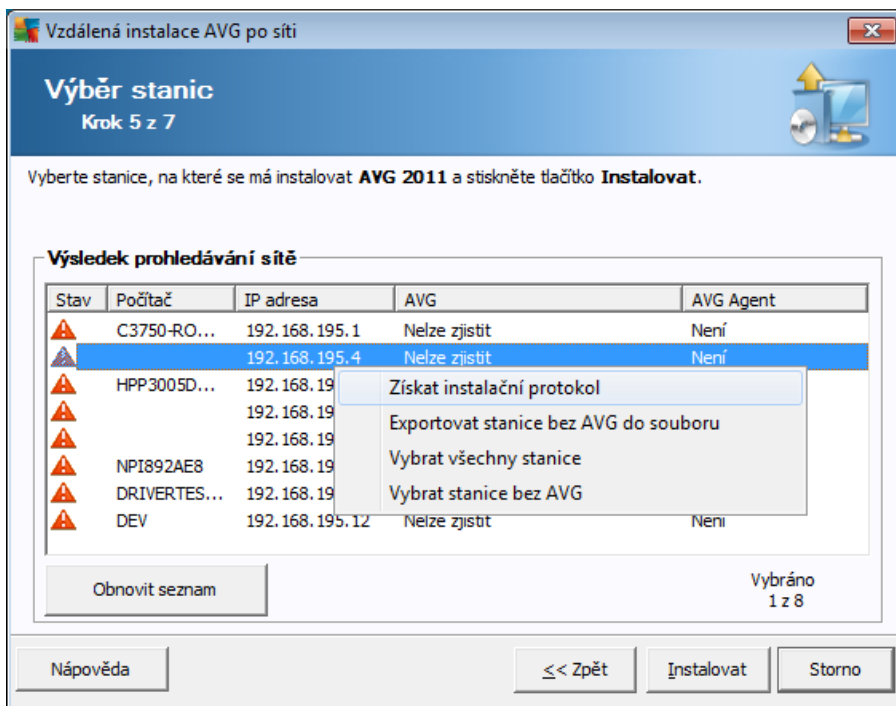 Vzdálená instalace AVG po síti
Výběr stanic
Krok 5 z 7
Vyberte stanice, na které se má instalovat AVG 2011 a stiskněte tlačítko Instalovat.
Výsledek prohledávání sítě
Stav Počítač IP adresa AVG AVG Agent
C3750-RO... 192.168.195.1 Nelze zjistit Není
192.168.195.4 Nelze zjistit Není
HPP3005D... 192.168.19
192.168.19
192.168.19
NPI892AE8 192.168.19
DRIVERTES... 192.168.19
DEV 192.168.195.12 Nelze zjistit Není
Získat instalační protokol
Exportovat stanice bez AVG do souboru
Vybrat všechny stanice
Vybrat stanice bez AVG
Obnovit seznam
Vybráno
1 z 8
Nápověda << Zpět Instalovat Storno